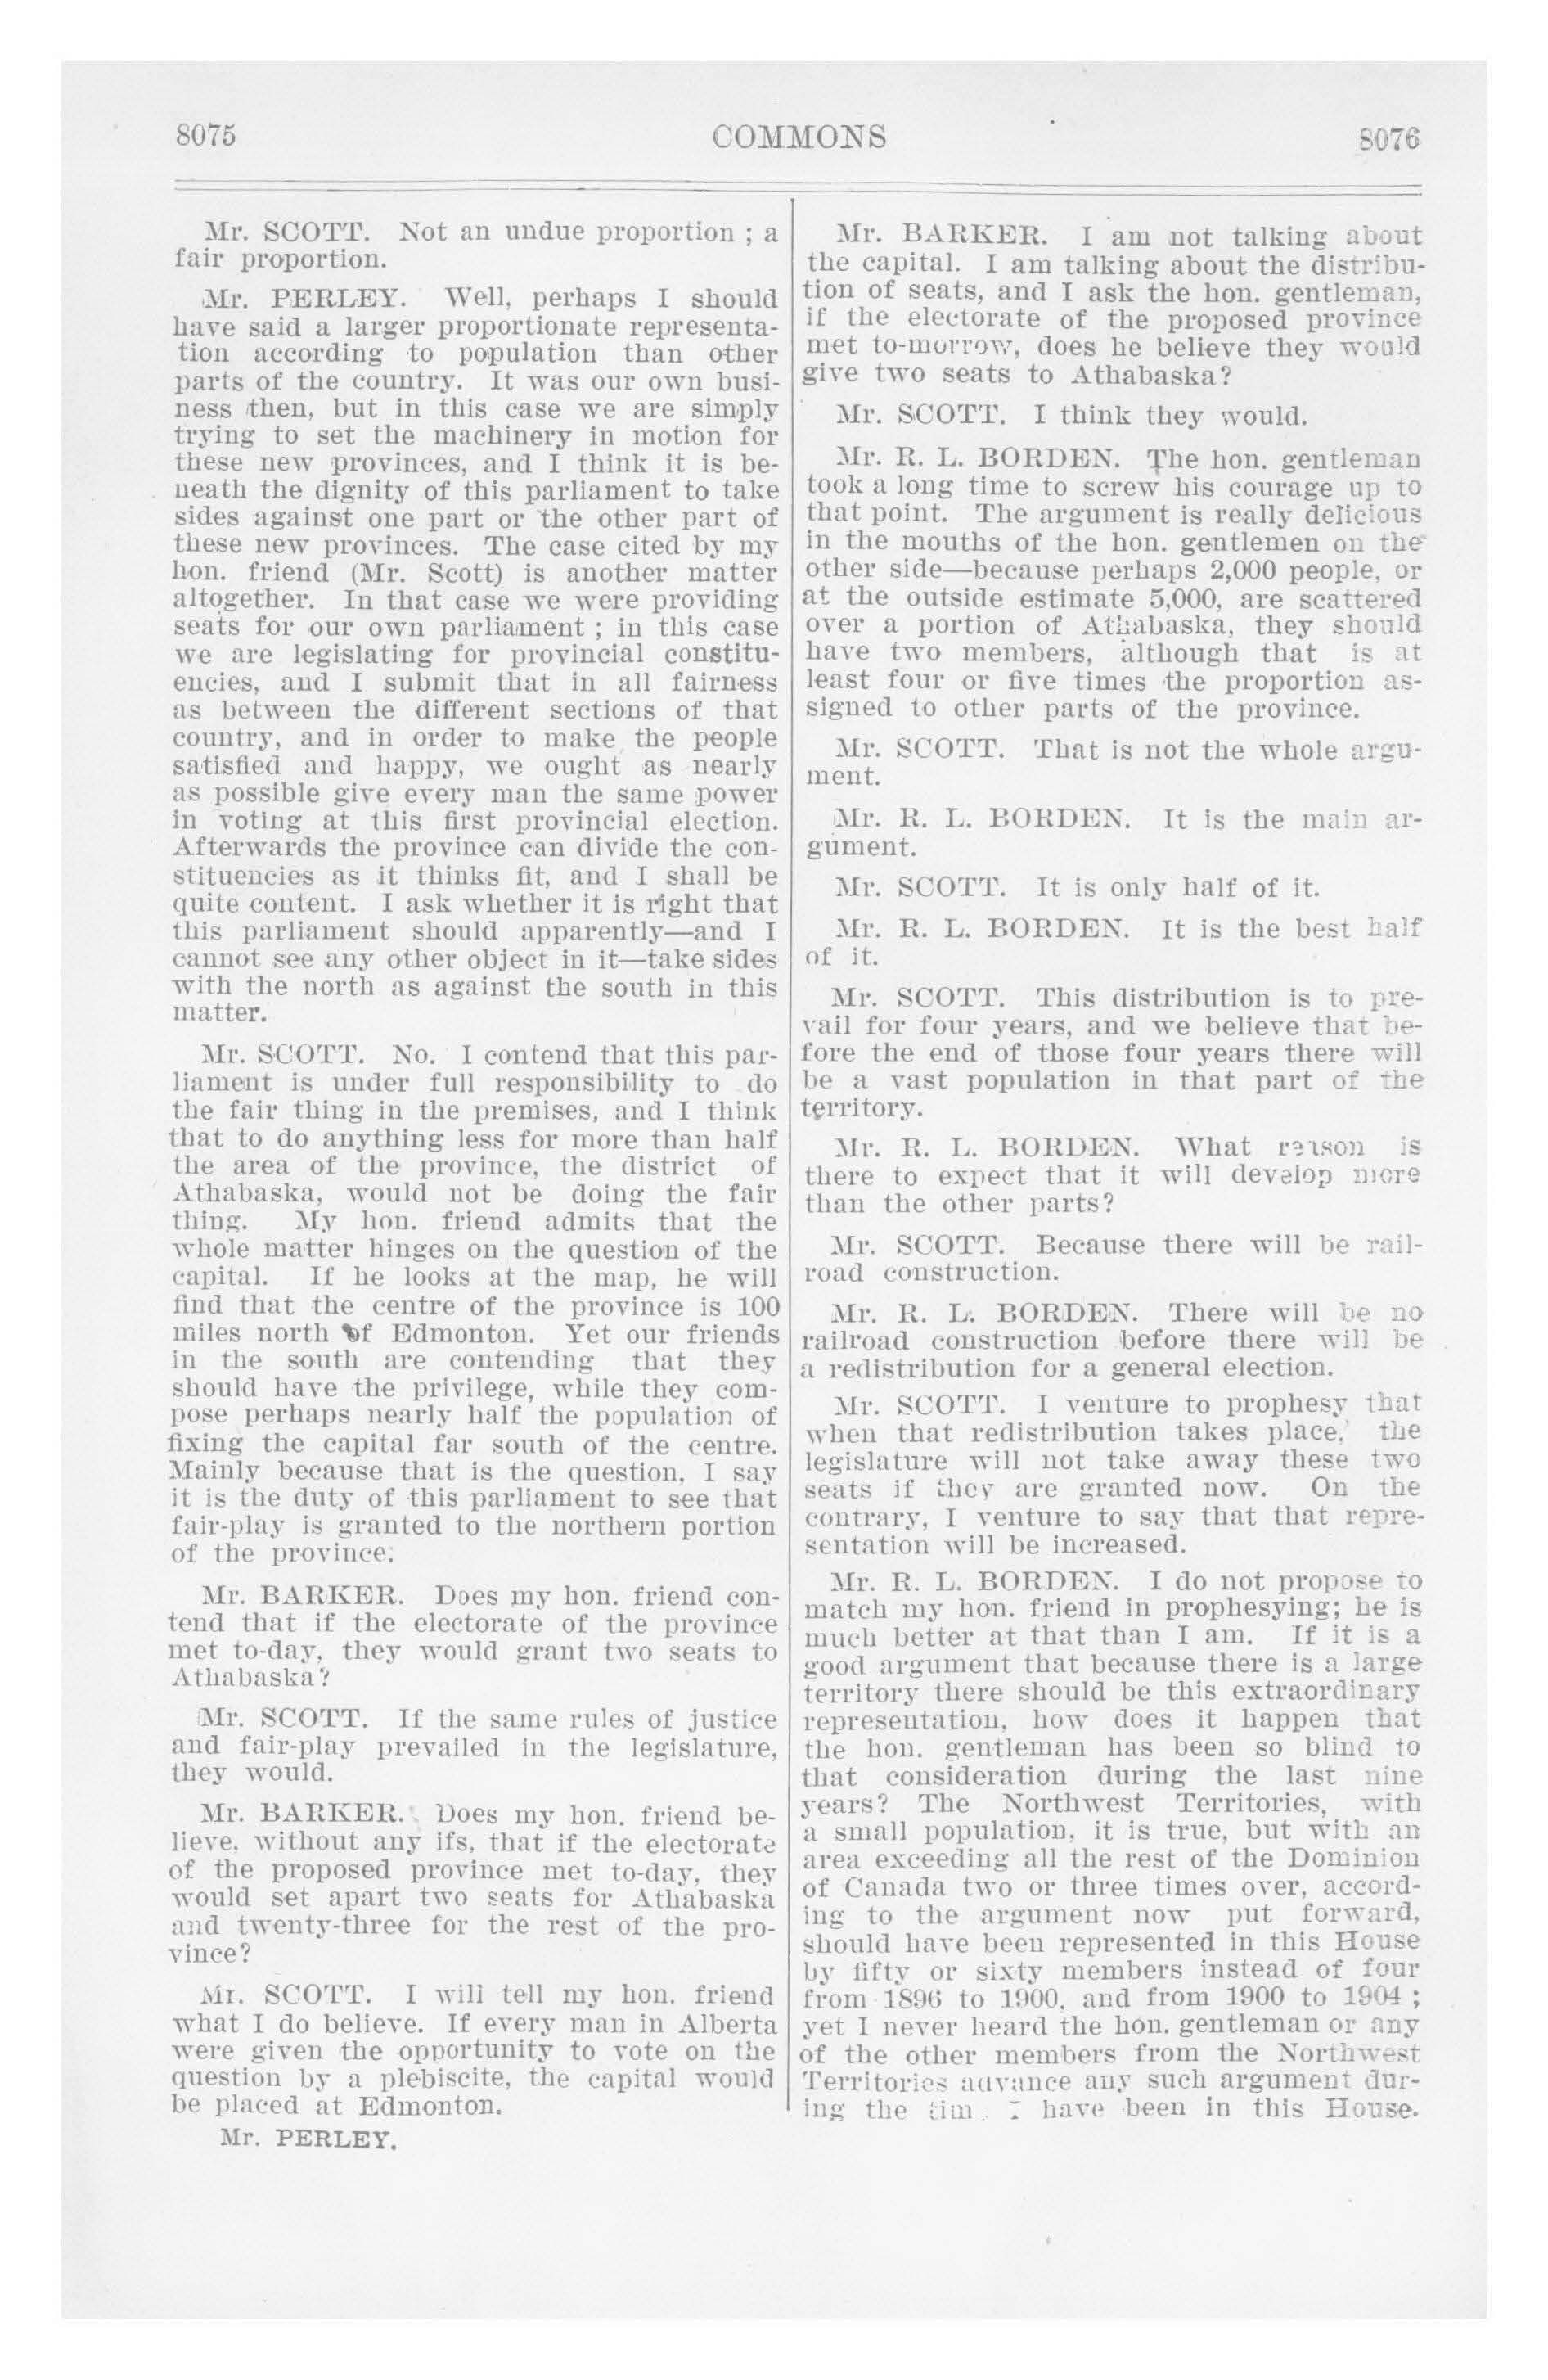 8075 COMMONS 8076
Mr. SCOTT. Not an undue proportion ; a
fair proportion.
Mr. PERLEY. Well, perhaps I should
have said a larger proportionate representa-
tion according to population than other
parts of the country. It was our own busi-
ness then, but in this case we are simply
trying to set the machinery in motion for
these new provinces, and I think it is be-
neath the dignity of this parliament to take
sides against one part or the other part of
these new provinces. The case cited by my
hon. friend (Mr. Scott) is another matter
altogether. In that case we were providing
seats for our own parliament ; in this case
we are legislating for provincial constitu-
encies, and I submit that in all fairness
as between the different sections of that
country, and in order to make the people
satisfied and happy, we ought as nearly
as possible give every man the same power
in voting at this first provincial election.
Afterwards the province can divide the con-
stituencies as it thinks fit, and I shall be
quite content. I ask whether it is right that
this parliament should apparently—and I
cannot see any other object in it—take sides
with the north as against the south in this
matter.
Mr. SCOTT. No. I contend that this par-
liament is under full responsibility to do
the fair thing in the premises, and I think
that to do anything less for more than half
the area of the province, the district of
Athabaska, would not be doing the fair
thing. My hon. friend admits that the
whole matter hinges on the question of the
capital. If he looks at the map, he will
find that the centre of the province is 100
miles north of Edmonton. Yet our friends
in the south are contending that they
should have the privilege, while they com-
pose perhaps nearly half the population of
fixing the capital far south of the centre.
Mainly because that is the question, I say
it is the duty of this parliament to see that
fair-play is granted to the northern portion
of the province.
Mr. BARKER. Does my hon. friend con-
tend that if the electorate of the province
met to-day, they would grant two seats to
Athabaska?
Mr. SCOTT. If the same rules of justice
and fair-play prevailed in the legislature,
they would.
Mr. BARKER. Does my hon. friend be-
lieve, without any ifs, that if the electorate
of the proposed province met to-day, they
would set apart two seats for Athabaska
and twenty-three for the rest of the pro-
vince?
Mr. SCOTT. I will tell my hon. friend
what I do believe. If every man in Alberta
were given the opportunity to vote on the
question by a plebiscite, the capital would
be placed at Edmonton.
Mr. PERLEY.
Mr. BARKER. I am not talking about
the capital. I am talking about the distribu-
tion of seats, and I ask the hon. gentleman,
if the electorate of the proposed province
met to-morrow, does he believe they would
give two seats to Athabaska?
Mr. SCOTT. I think they would.
Mr. R. L. BORDEN. The hon. gentleman
took a long time to screw his courage up to
that point. The argument is really delicious
in the mouths of the hon. gentlemen on the
other side—because perhaps 2,000 people, or
at the outside estimate 5,000, are scattered
over a portion of Athabaska, they should
have two members, although that is at
least four or five times the proportion as-
signed to other parts of the province.
Mr. SCOTT. That is not the whole argu-
ment.
Mr. R. L. BORDEN. It is the main ar-
gument.
Mr. SCOTT. It is only half of it.
Mr. R. L. BORDEN. It is the best half
of it.
Mr. SCOTT. This distribution is to pre-
vail for four years, and we believe that be-
fore the end of those four years there will
be a vast population in that part of the
territory.
Mr. R. L. BORDEN. What reason is
there to expect that it will develop more
than the other parts?
Mr. SCOTT. Because there will be rail-
road construction.
Mr. R. L. BORDEN. There will be no
railroad construction before there will be
a redistribution for a general election.
Mr. SCOTT. I venture to prophesy that
when that redistribution takes place, the
legislature will not take away these two
seats if they are granted now. On the
contrary, I venture to say that that repre-
sentation will be increased.
Mr. R. L. BORDEN. I do not propose to
match my hon. friend in prophesying; he is
much better at that than I am. If it is a
good argument that because there is a large
territory there should be this extraordinary
representation, how does it happen that
the hon. gentleman has been so blind to
that consideration during the last nine
years? The Northwest Territories, with
a small population, it is true, but with an
area exceeding all the rest of the Dominion
of Canada two or three times over, accord-
ing to the argument now put forward,
should have been represented in this House
by fifty or sixty members instead of four
from 1896 to 1900, and from 1900 to 1904 ;
yet I never heard the hon. gentleman or any
of the other members from the Northwest
Territories advance any such argument dur-
ing the tim I have been in this House.